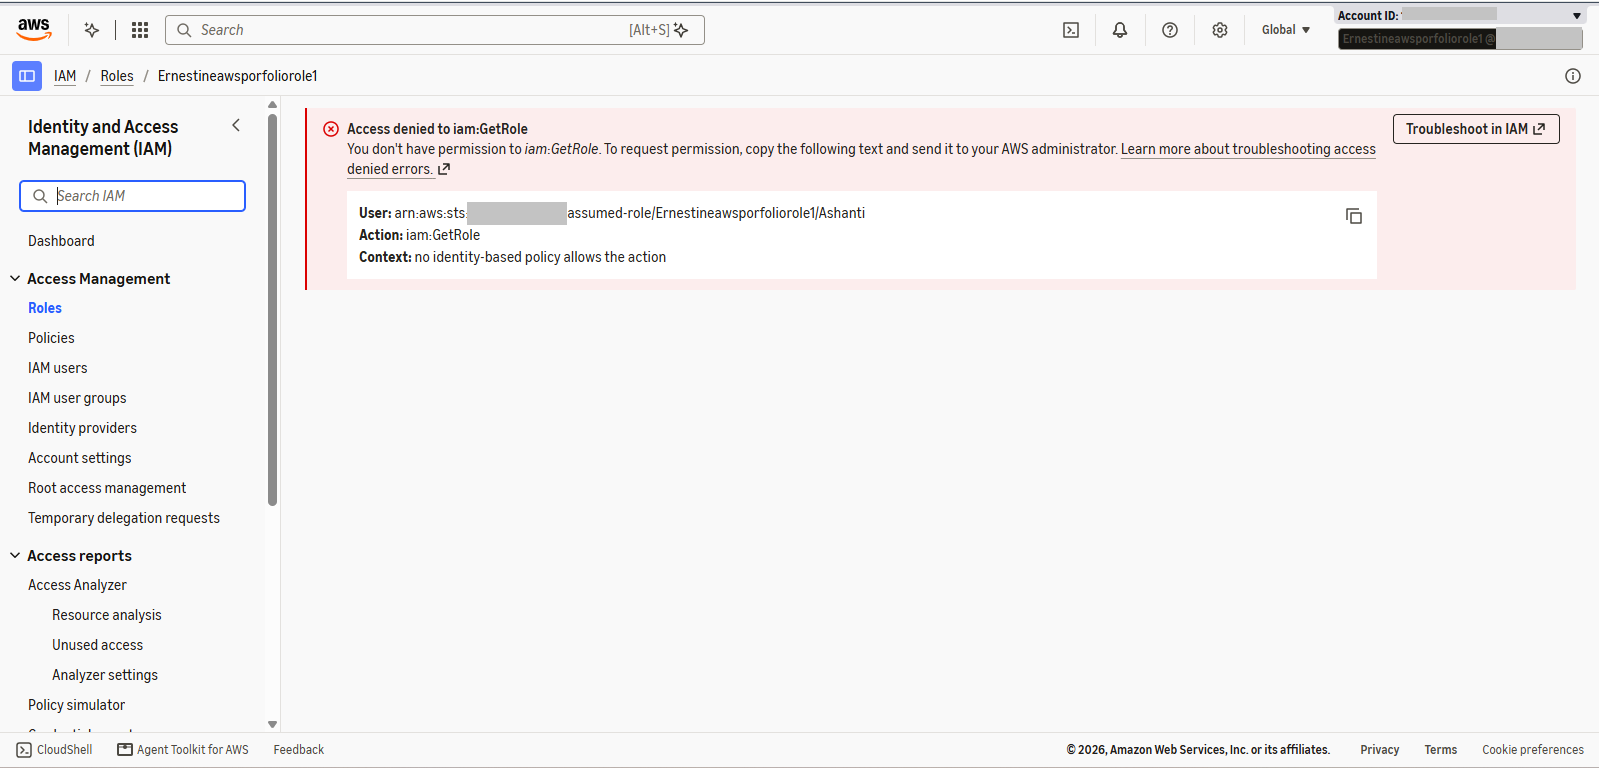 aws
Search
[Alt+S]
Global
Account ID:
Ernestineawsporfoliorole1 @
IAM / Roles / Ernestineawsporfoliorole1
Identity and Access
Management (IAM)
Search IAM
Dashboard
Access Management
Roles
Policies
IAM users
IAM user groups
Identity providers
Account settings
Root access management
Temporary delegation requests
Access reports
Access Analyzer
Resource analysis
Unused access
Analyzer settings
Policy simulator
Access denied to iam:GetRole
You don't have permission to iam:GetRole. To request permission, copy the following text and send it to your AWS administrator. Learn more about troubleshooting access
denied errors.
Troubleshoot in IAM
User: arn:aws:sts: assumed-role/Ernestineawsporfoliorole1/Ashanti
Action: iam:GetRole
Context: no identity-based policy allows the action
CloudShell
Agent Toolkit for AWS
Feedback
© 2026, Amazon Web Services, Inc. or its affiliates.
Privacy
Terms
Cookie preferences